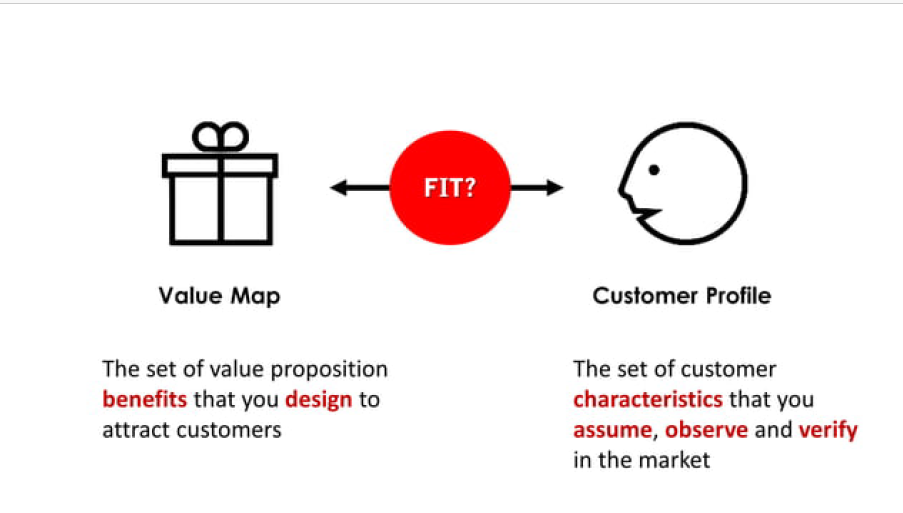 FIT?
Value Map
Customer Profile
The set of value proposition
benefits that you design to
attract customers
The set of customer
characteristics that you
assume, observe and verify
in the market